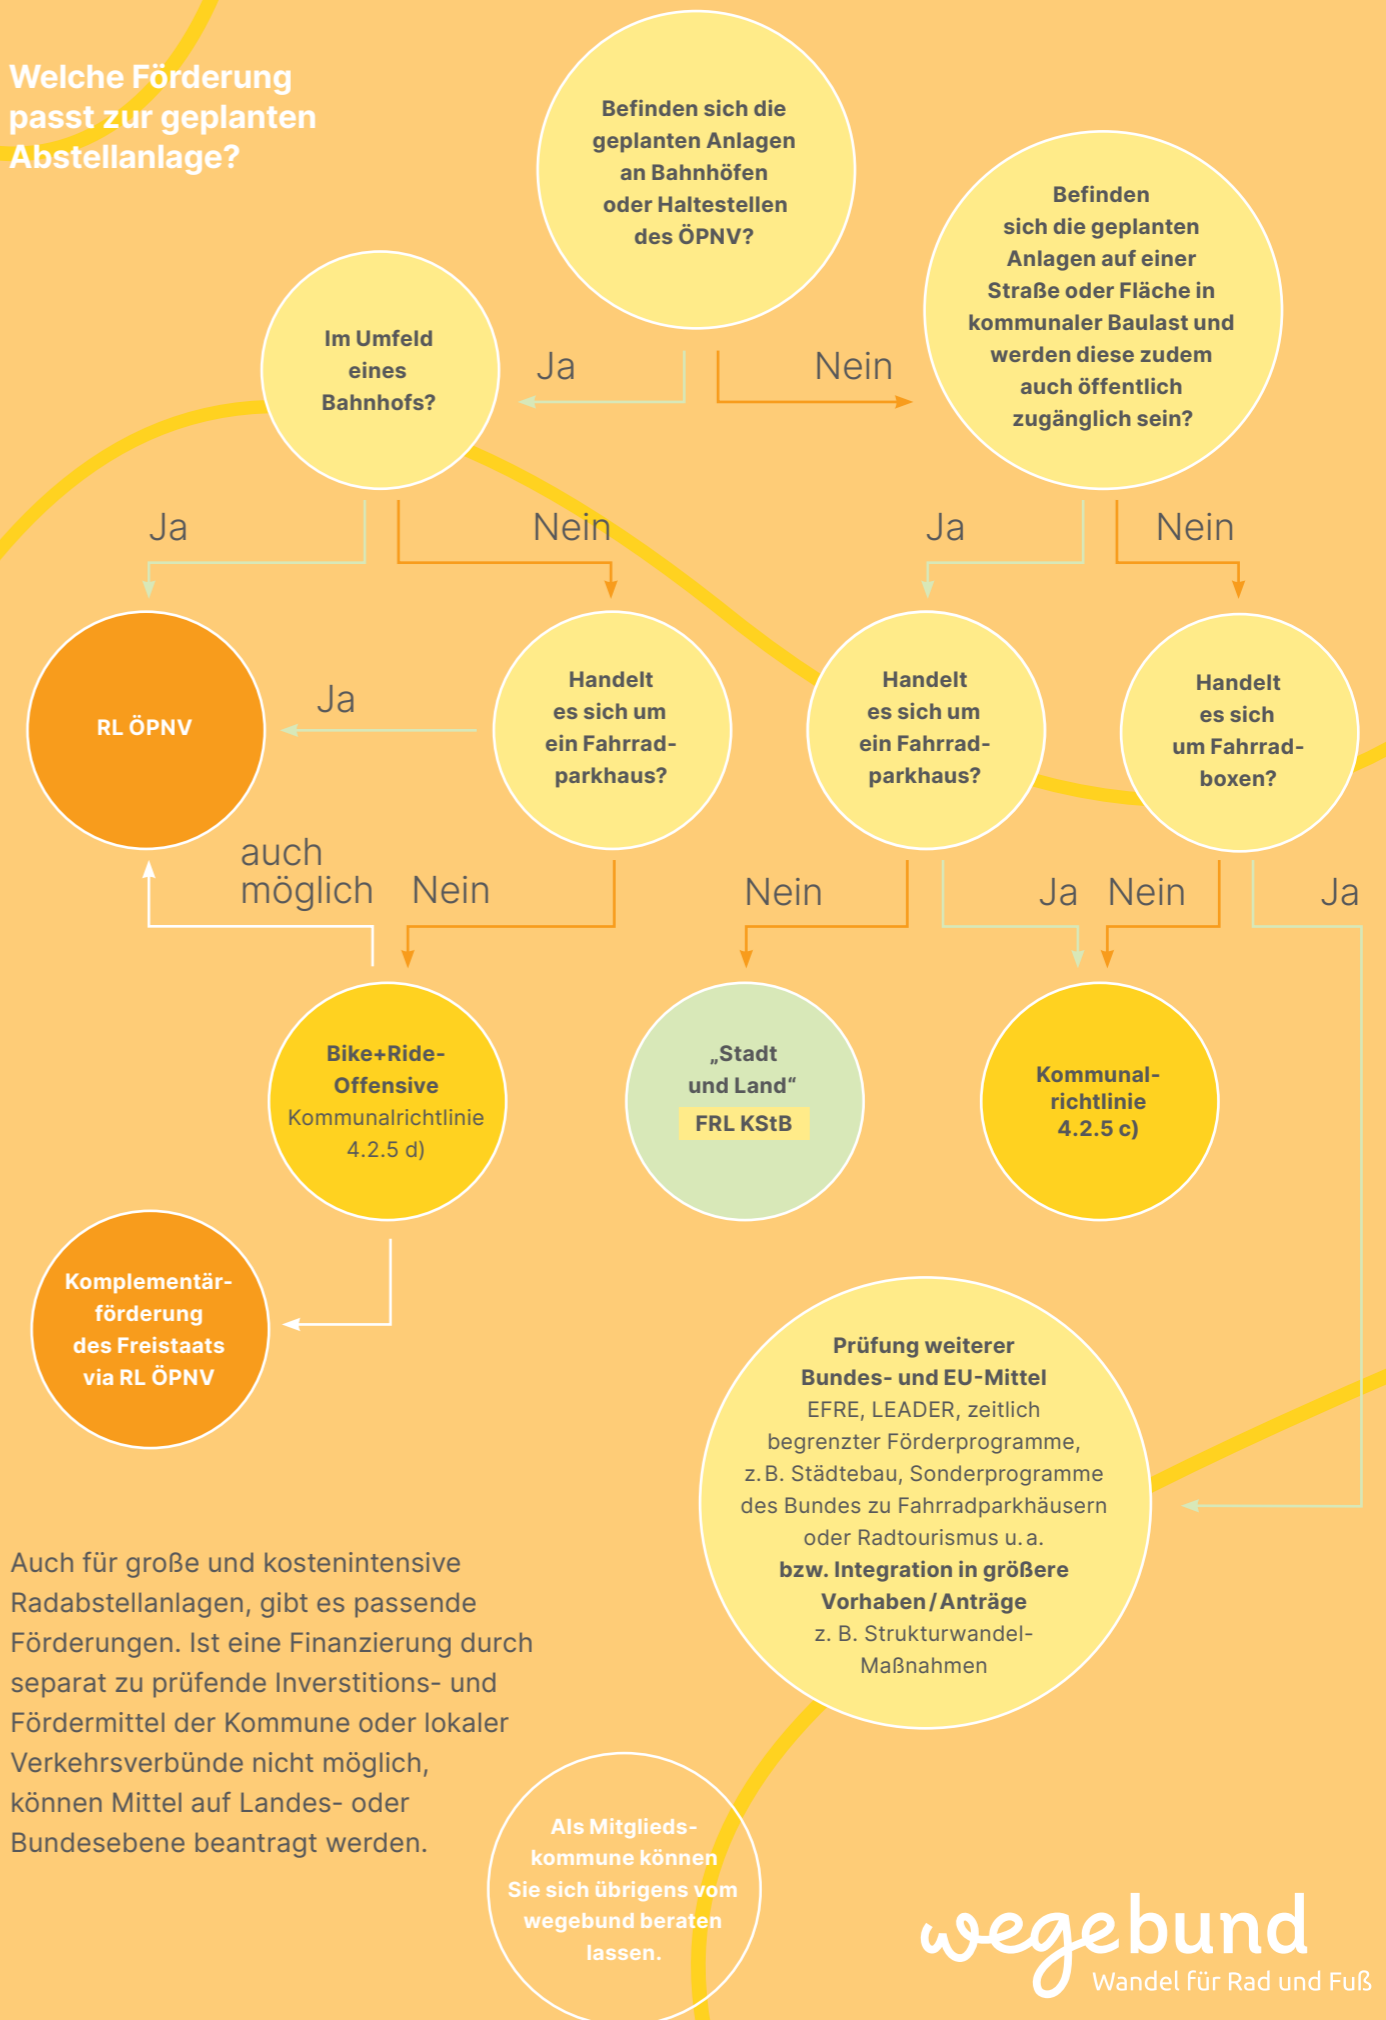 Welche Förderung
passt zur geplanten
Abstellanlage?
Befinden sich die
geplanten Anlagen
an Bahnhöfen
oder Haltestellen
des ÖPNV?
Befinden
sich die geplanten
Anlagen auf einer
Straße oder Fläche in
kommunaler Baulast und
werden diese zudem
auch öffentlich
zugänglich sein?
Im Umfeld
eines
Bahnhofs?
Ja
Nein
Ja
Nein
Ja
Nein
RL ÖPNV
Ja
Handelt
es sich um
ein Fahrrad-
parkhaus?
Handelt
es sich um
ein Fahrrad-
parkhaus?
Handelt
es sich
um Fahrrad-
boxen?
auch
möglich
Nein
Nein
Ja
Nein
Ja
Bike+Ride-
Offensive
Kommunalrichtlinie
4.2.5 d)
„Stadt
und Land“
FRL KStB
Kommunal-
richtlinie
4.2.5 c)
Komplementär-
förderung
des Freistaats
via RL ÖPNV
Prüfung weiterer
Bundes- und EU-Mittel
EFRE, LEADER, zeitlich
begrenzter Förderprogramme,
z. B. Städtebau, Sonderprogramme
des Bundes zu Fahrradparkhäusern
oder Radtourismus u. a.
bzw. Integration in größere
Vorhaben / Anträge
z. B. Strukturwandel-
Maßnahmen
Auch für große und kostenintensive
Radabstellanlagen, gibt es passende
Förderungen. Ist eine Finanzierung durch
separat zu prüfende Inverstitions- und
Fördermittel der Kommune oder lokaler
Verkehrsverbünde nicht möglich,
können Mittel auf Landes- oder
Bundesebene beantragt werden.
Als Mitglieds-
kommune können
Sie sich übrigens vom
wegebund beraten
lassen.
wegebund
Wandel für Rad und Fuß